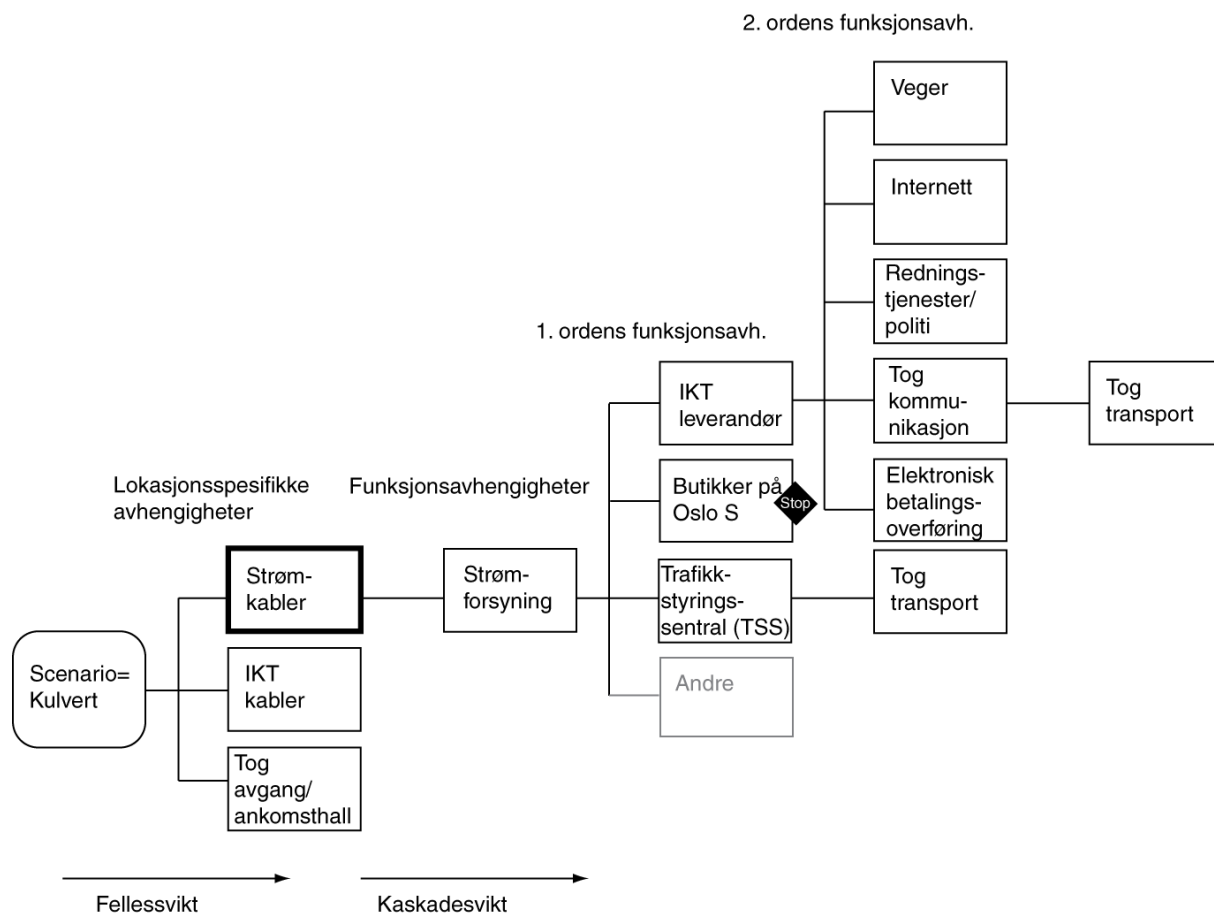 2. ordens funksjonsavh.
Veger
Internett
Rednings-
tjenester/
politi
1. ordens funksjonsavh.
IKT
leverandør
Tog
kommu-
nikasjon
Tog
transport
Lokasjonsspesifikke
avhengigheter
Funksjonsavhengigheter
Butikker på
Oslo S
Stop
Elektronisk
betalings-
overføring
Strøm-
kabler
Strøm-
forsyning
Trafikk-
styrings-
sentral (TSS)
Tog
transport
Scenario=
Kulvert
IKT
kabler
Andre
Tog
avgang/
ankomsthall
Fellessvikt
Kaskadesvikt